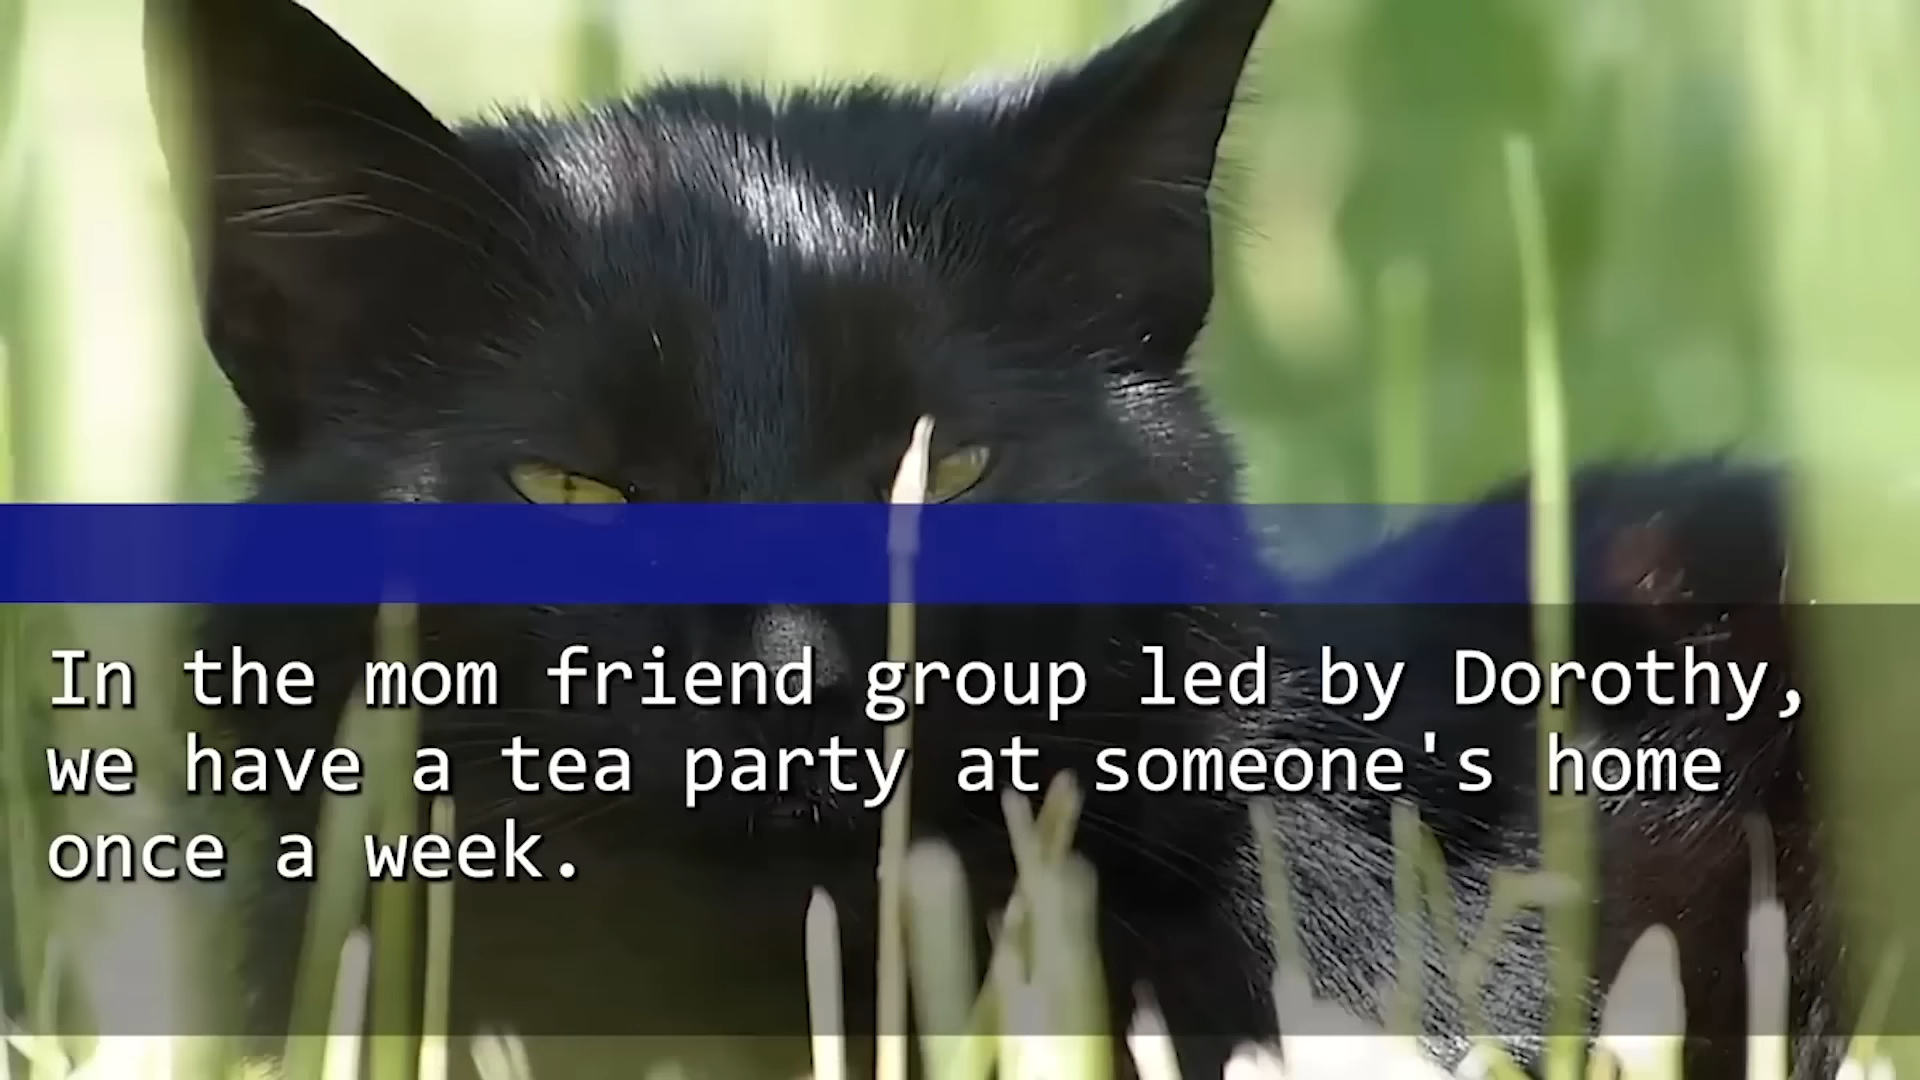 In the mom friend group led by Dorothy,
we have a tea party at someone's home
once a week.